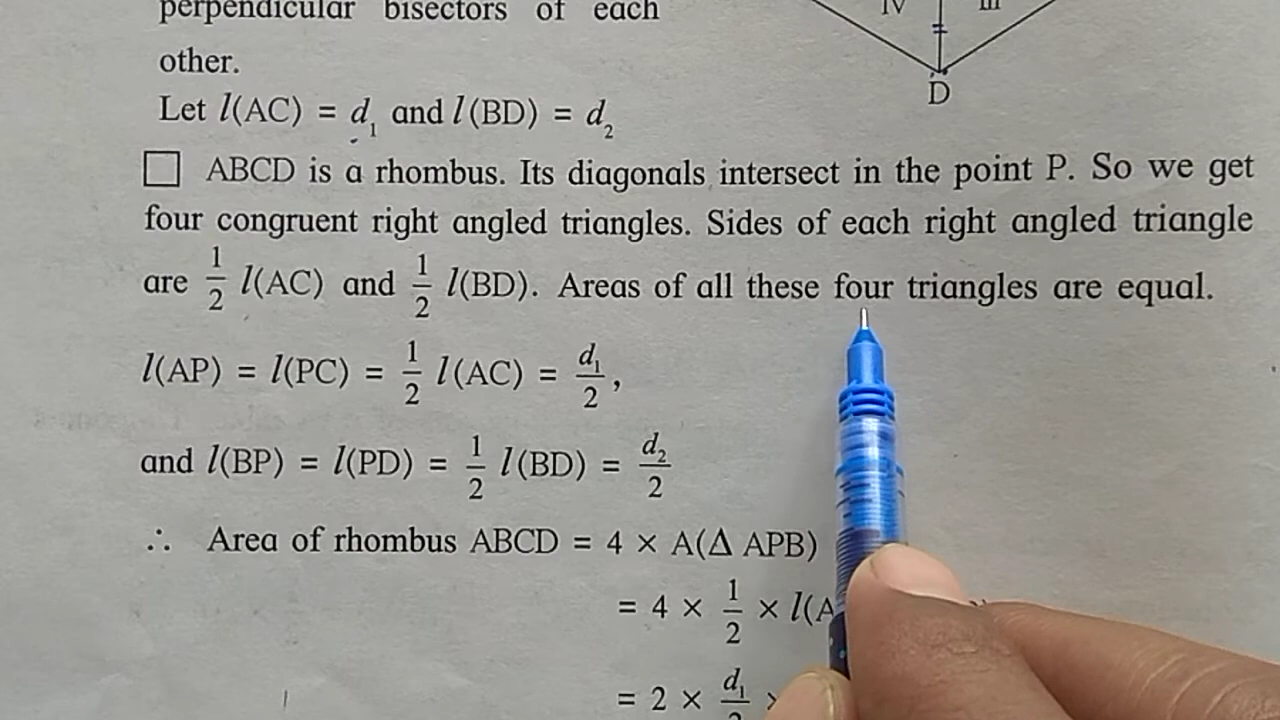 perpendicular bisectors of each
other.
IV III
D
Let l(AC) = d₁ and l(BD) = d₂
□ ABCD is a rhombus. Its diagonals intersect in the point P. So we get
four congruent right angled triangles. Sides of each right angled triangle
are 1/2 l(AC) and 1/2 l(BD). Areas of all these four triangles are equal.
l(AP) = l(PC) = 1/2 l(AC) = d₁/2,
and l(BP) = l(PD) = 1/2 l(BD) = d₂/2
∴ Area of rhombus ABCD = 4 × A(Δ APB)
= 4 × 1/2 × l(A
= 2 × d₁/2 ×